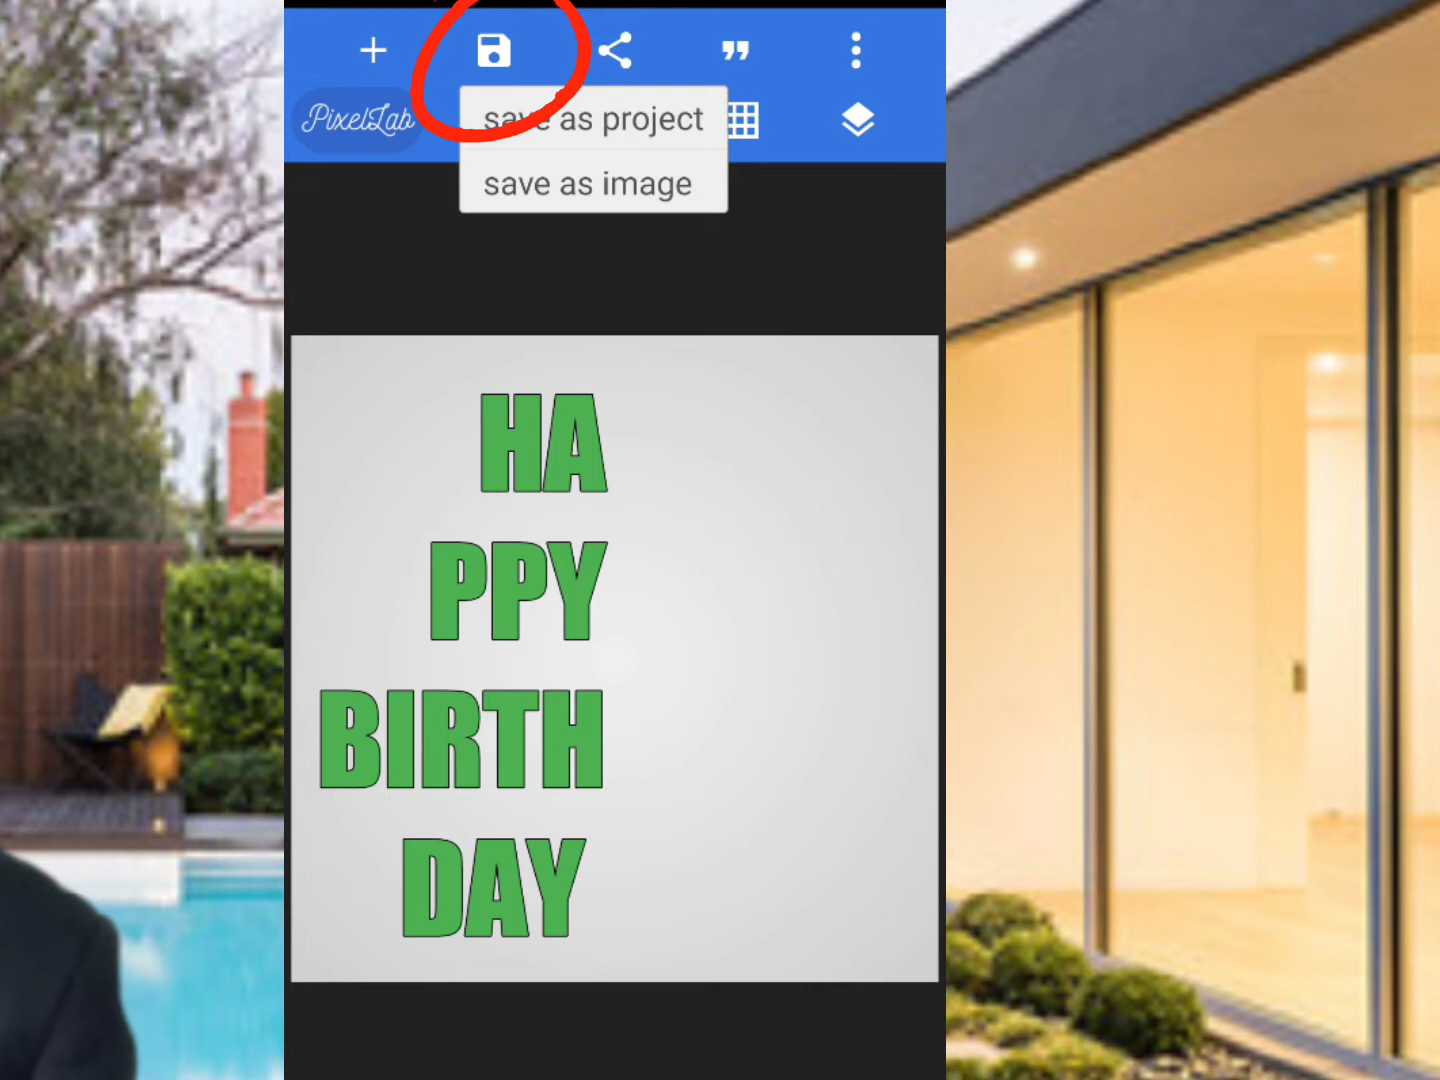 PixelLab
save as project
save as image
HA
PPY
BIRTH
DAY